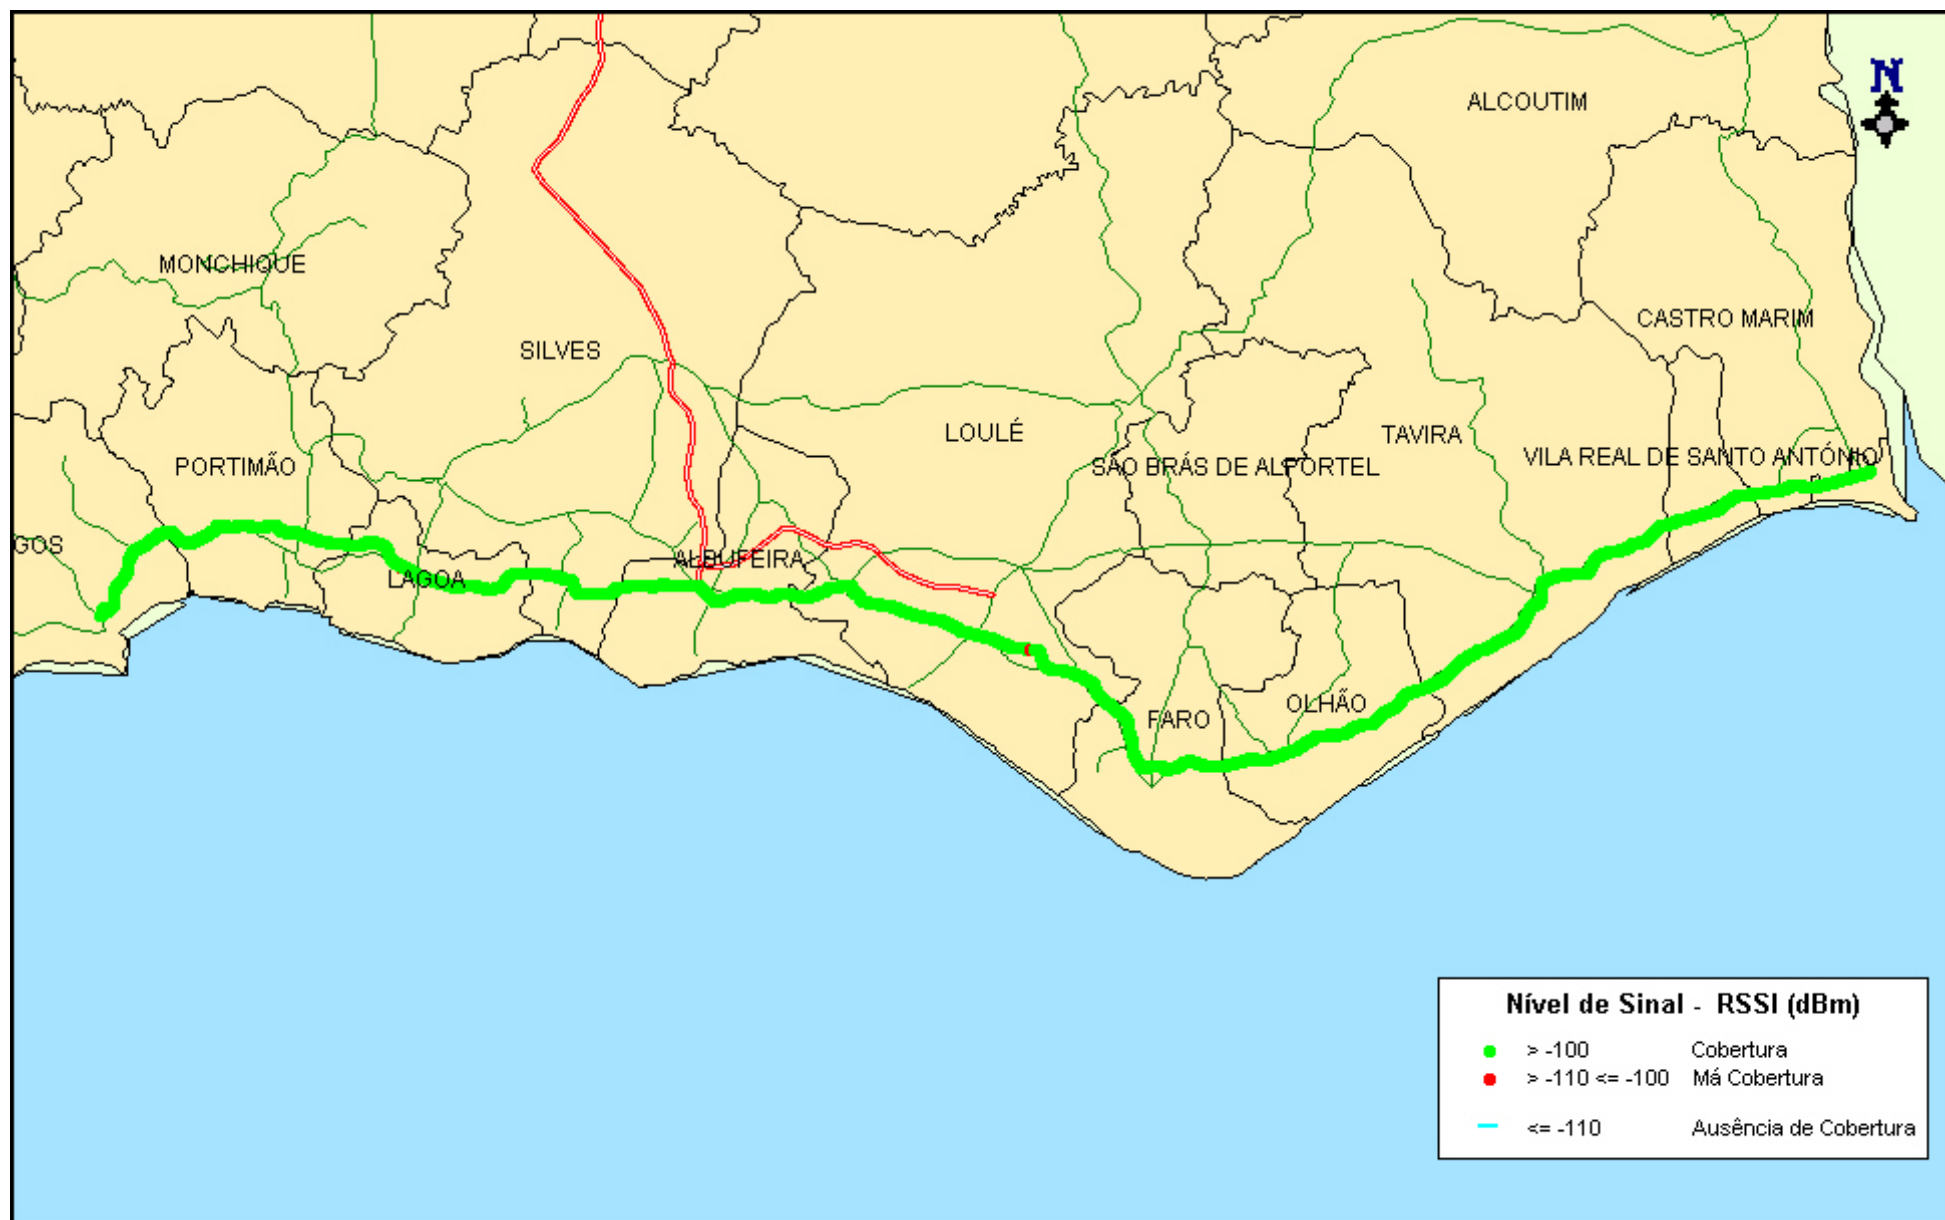 N
ALCOUTIM
MONCHIQUE
CASTRO MARIM
SILVES
LOULÉ
TAVIRA
PORTIMÃO
SÃO BRÁS DE ALPORTEL
VILA REAL DE SANTO ANTÓNIO
GOS
ALBUFEIRA
LAGOA
OLHÃO
FARO
Nível de Sinal - RSSI (dBm)
> -100 Cobertura
> -110 <= -100 Má Cobertura
<= -110 Ausência de Cobertura